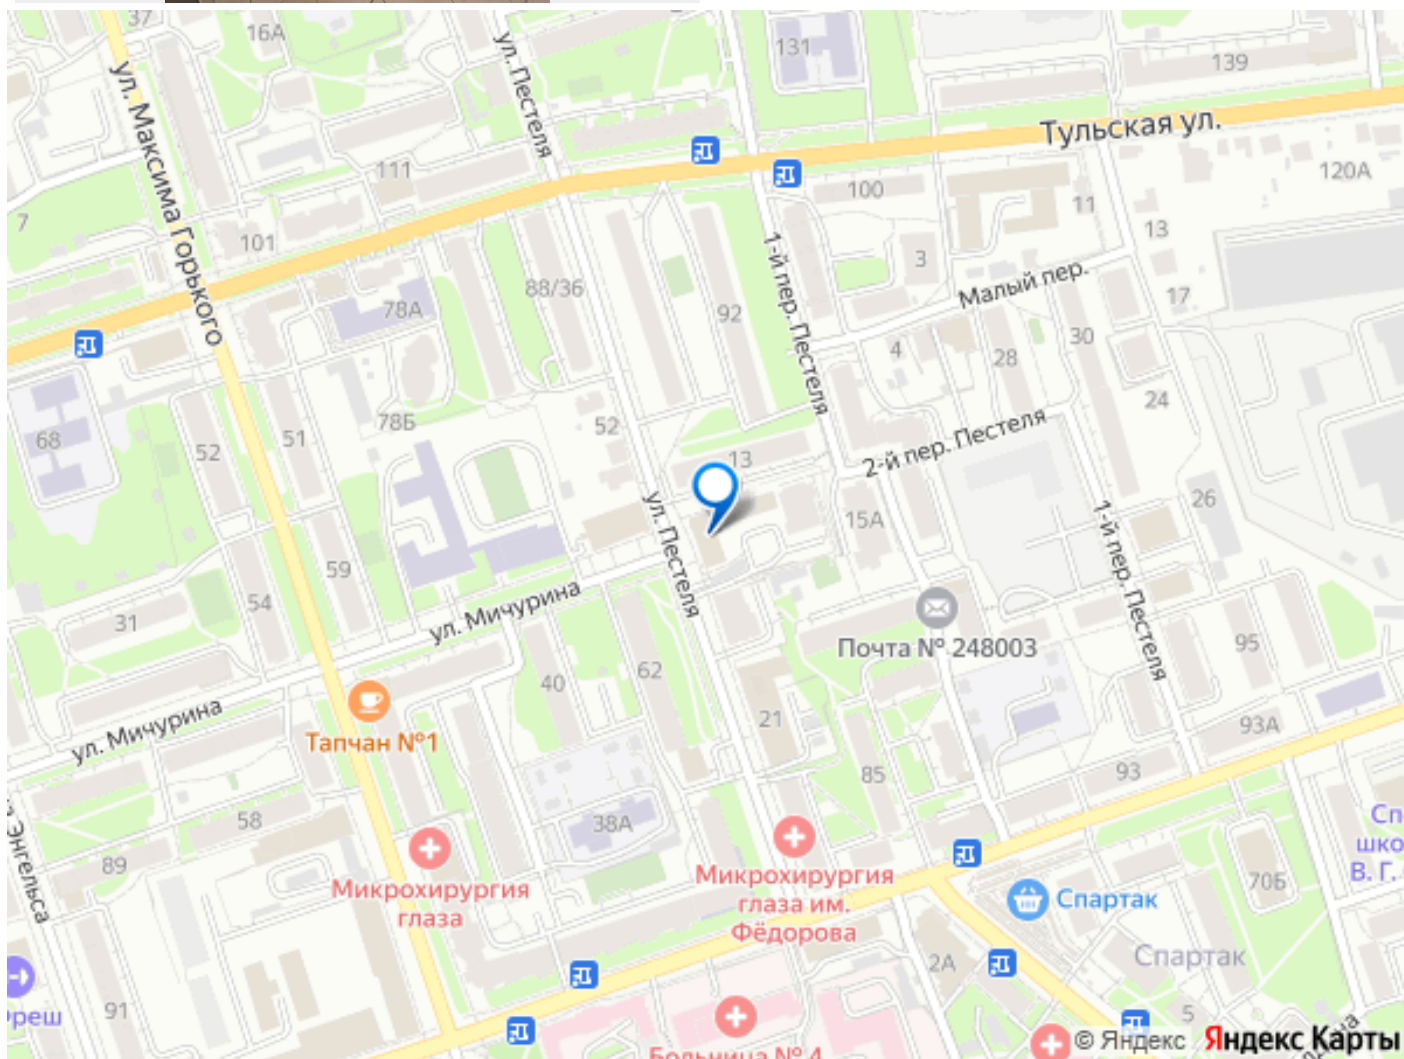 37
16А
ул. Пестеля
131
139
ул. Максима Горького
Тульская ул.
111
100
120А
7
101
11
13
1-й пер. Пестеля
3
Малый пер.
88/36
78А
92
17
30
4
28
24
78Б
52
68
51
52
2-й пер. Пестеля
13
26
ул. Пестеля
15А
1-й пер. Пестеля
59
54
31
ул. Мичурина
Почта № 248003
95
62
40
ул. Мичурина
Тапчан №1
21
93А
85
93
58
38А
89
Энгельса
70Б
Микрохирургия
глаза
Микрохирургия
глаза им.
Фёдорова
Спартак
В. Г.
2А
Спартак
91
5
Больница № 4
© Яндекс Яндекс Карты